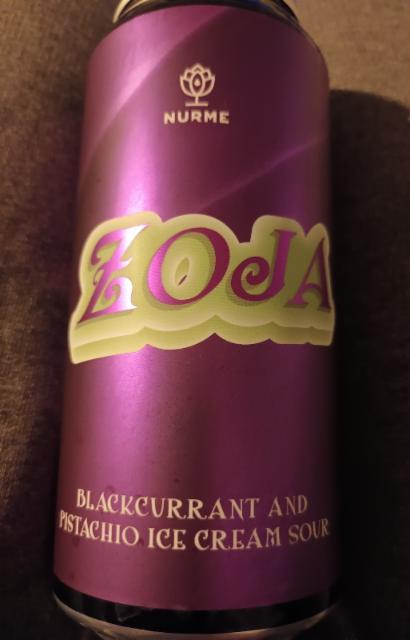 NURME
ZOJA
BLACKCURRANT AND
PISTACHIO ICE CREAM SOUR